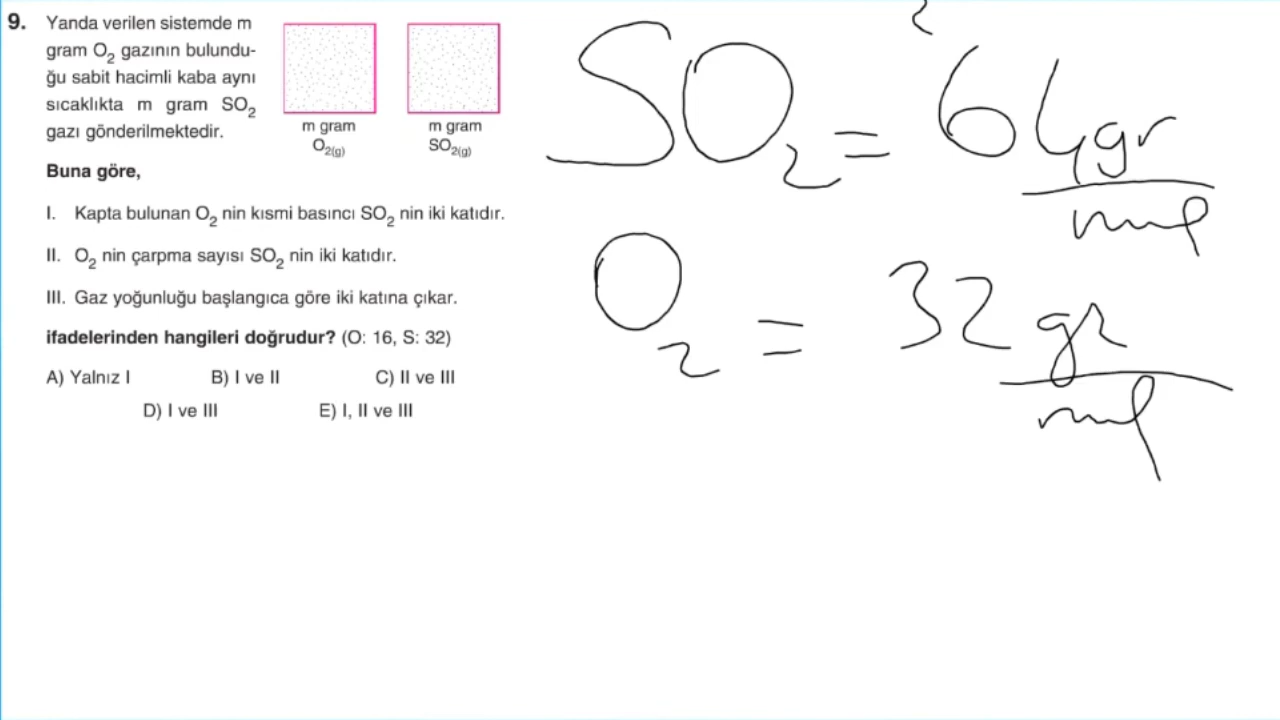 9. Yanda verilen sistemde m
gram O₂ gazının bulundu-
ğu sabit hacimli kaba aynı
sıcaklıkta m gram SO₂
gazı gönderilmektedir.
m gram
O₂(g)
m gram
SO₂(g)
Buna göre,
I. Kapta bulunan O₂ nin kısmi basıncı SO₂ nin iki katıdır.
II. O₂ nin çarpma sayısı SO₂ nin iki katıdır.
III. Gaz yoğunluğu başlangıca göre iki katına çıkar.
ifadelerinden hangileri doğrudur? (O: 16, S: 32)
A) Yalnız I B) I ve II C) II ve III
D) I ve III E) I, II ve III
2
SO₂ = 64 gr
mol
O₂ = 32 gr
mol